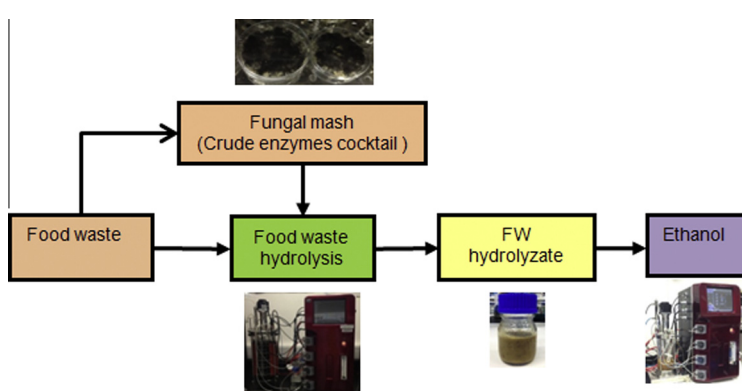 Fungal mash
(Crude enzymes cocktail )
Food waste
Food waste
hydrolysis
FW
hydrolyzate
Ethanol